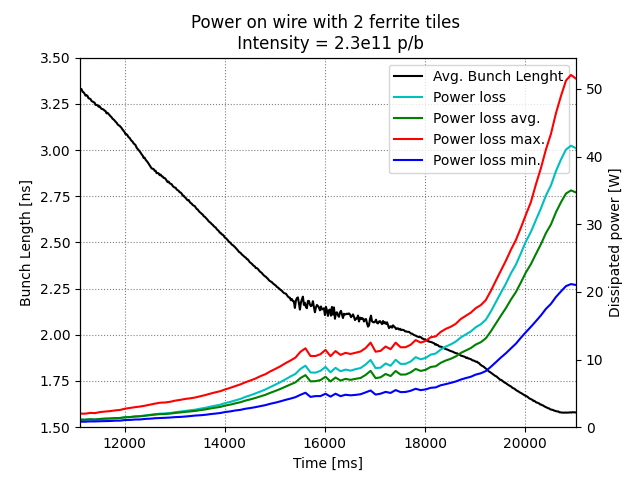 Power on wire with 2 ferrite tiles
Intensity = 2.3e11 p/b
Avg. Bunch Lenght
Power loss
Power loss avg.
Power loss max.
Power loss min.
Bunch Length [ns]
3.50
3.25
3.00
2.75
2.50
2.25
2.00
1.75
1.50
50
40
30
20
10
0
Dissipated power [W]
12000 14000 16000 18000 20000
Time [ms]